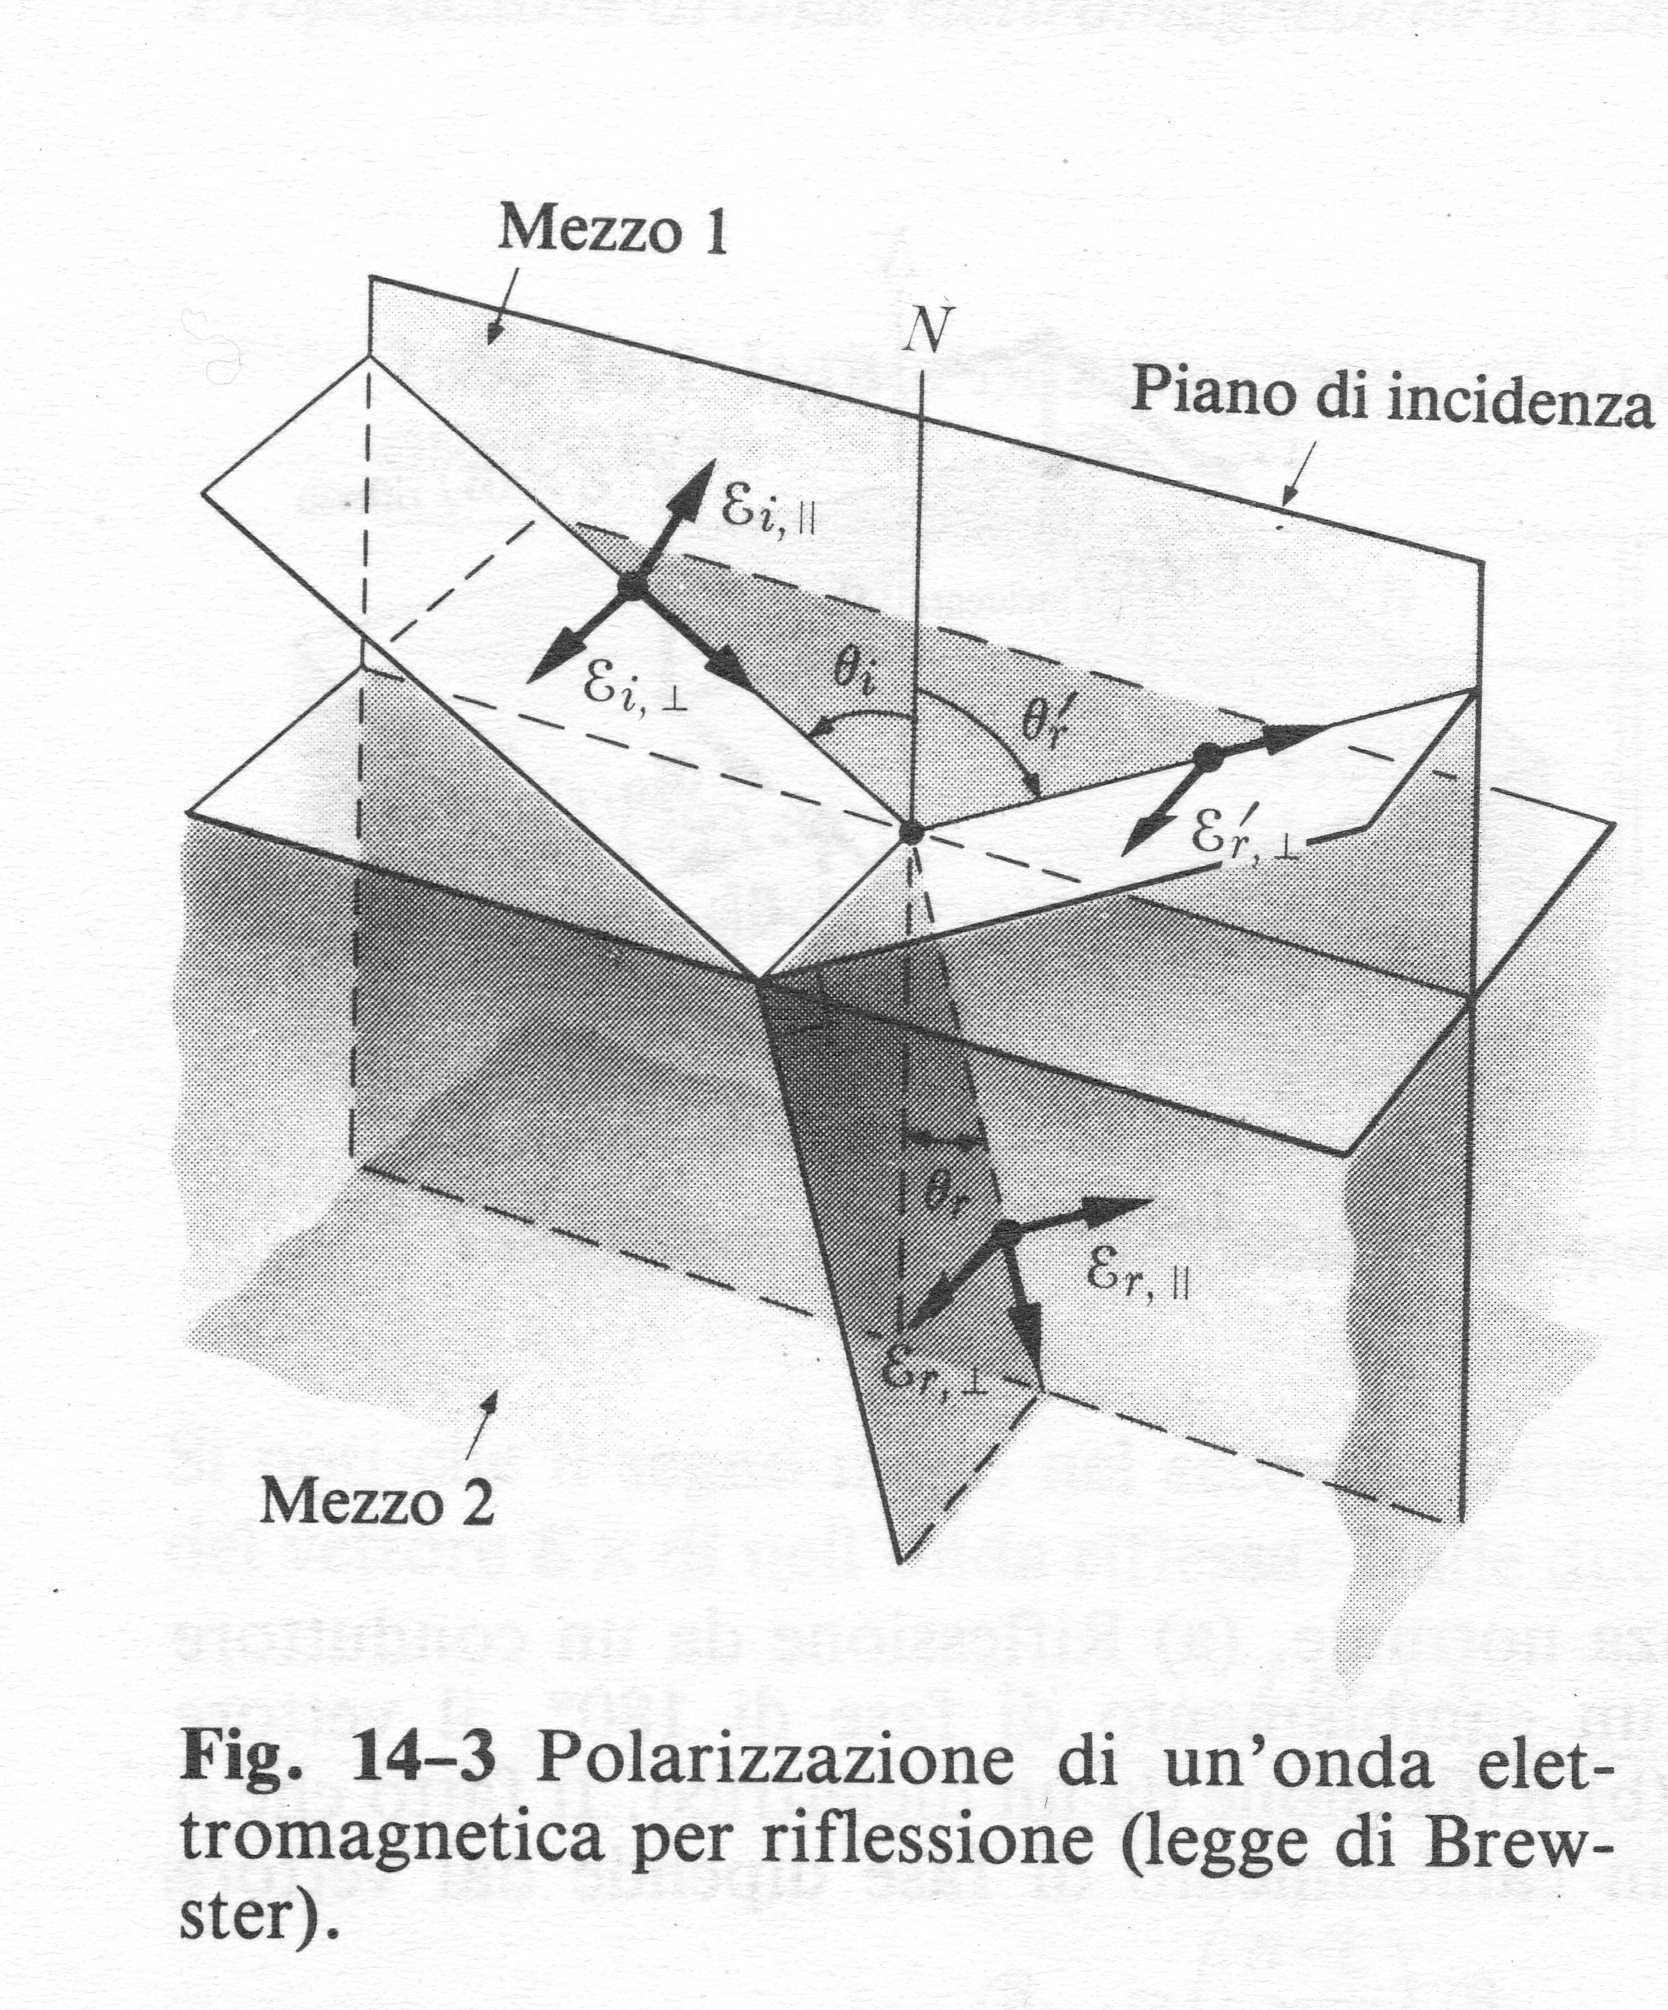 Mezzo 1
N
Piano di incidenza
ℰi, ||
ℰi, ⊥
θi
θ′r
ℰ′r, ⊥
θr
ℰr, ||
ℰr, ⊥
Mezzo 2
Fig. 14–3 Polarizzazione di un’onda elet-
tromagnetica per riflessione (legge di Brew-
ster).